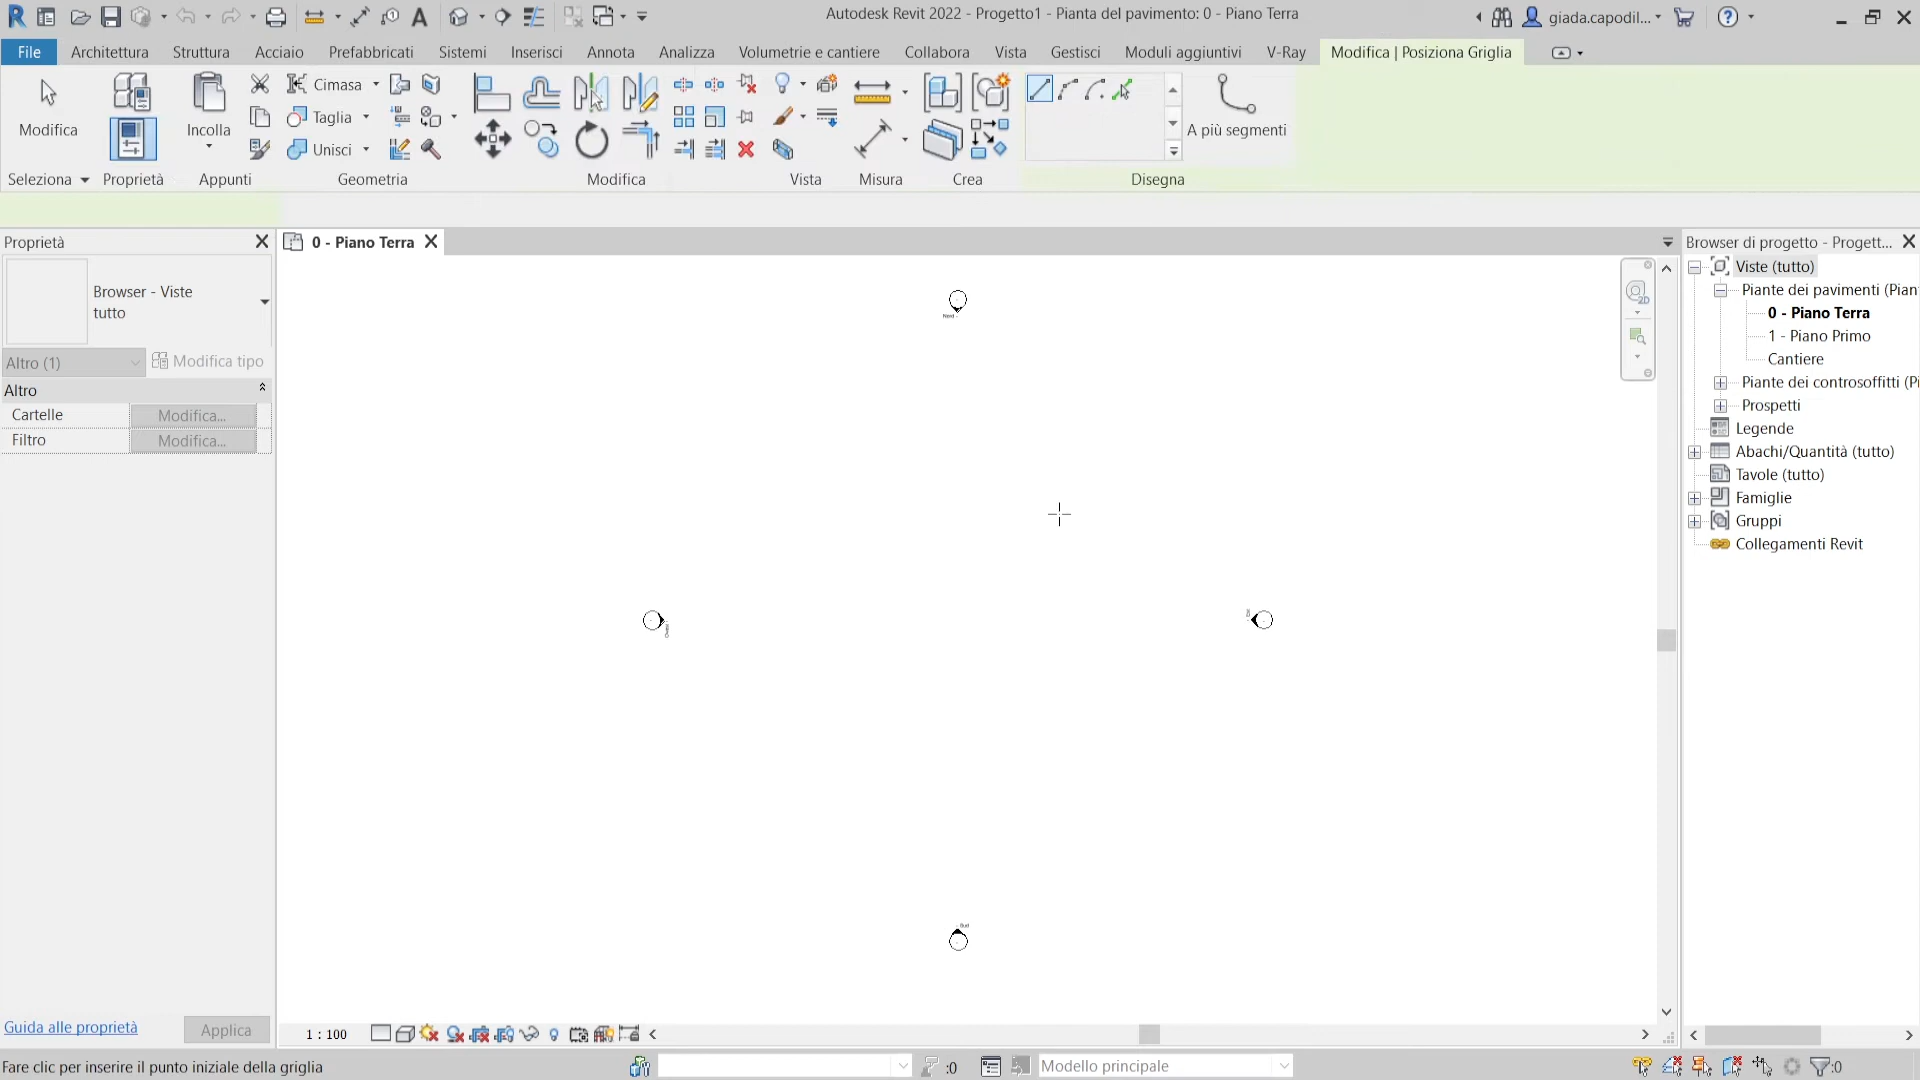 Autodesk Revit 2022 - Progetto1 - Pianta del pavimento: 0 - Piano Terra
giada.capodil...
File Architettura Struttura Acciaio Prefabbricati Sistemi Inserisci Annota Analizza Volumetrie e cantiere Collabora Vista Gestisci Moduli aggiuntivi V-Ray Modifica | Posiziona Griglia
Modifica
Incolla
Cimasa
Taglia
Unisci
A più segmenti
Seleziona Proprietà Appunti Geometria Modifica Vista Misura Crea Disegna
Proprietà
0 - Piano Terra
Browser di progetto - Progett...
Browser - Viste
tutto
Altro (1)
Modifica tipo
Altro
Cartelle Modifica...
Filtro Modifica...
Guida alle proprietà
Applica
Nord
Sud
Viste (tutto)
Piante dei pavimenti (Pian
0 - Piano Terra
1 - Piano Primo
Cantiere
Piante dei controsoffitti (Pi
Prospetti
Legende
Abachi/Quantità (tutto)
Tavole (tutto)
Famiglie
Gruppi
Collegamenti Revit
2D
1 : 100
Fare clic per inserire il punto iniziale della griglia
:0
Modello principale
:0